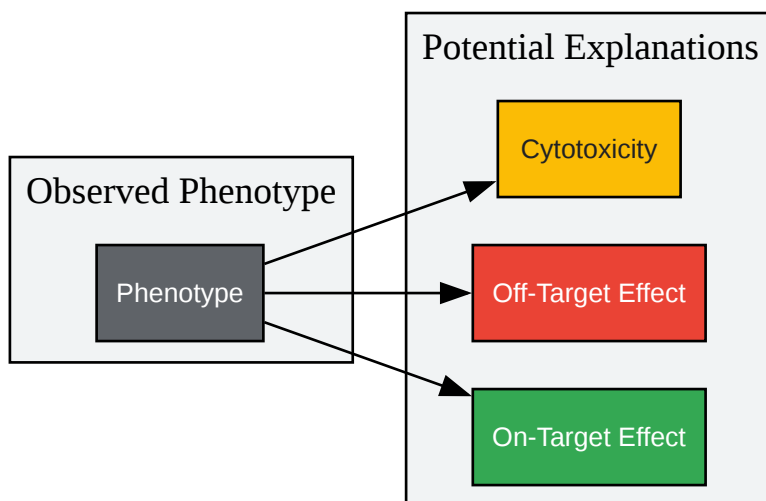 Potential Explanations
Cytotoxicity
Observed Phenotype
Phenotype
Off-Target Effect
On-Target Effect